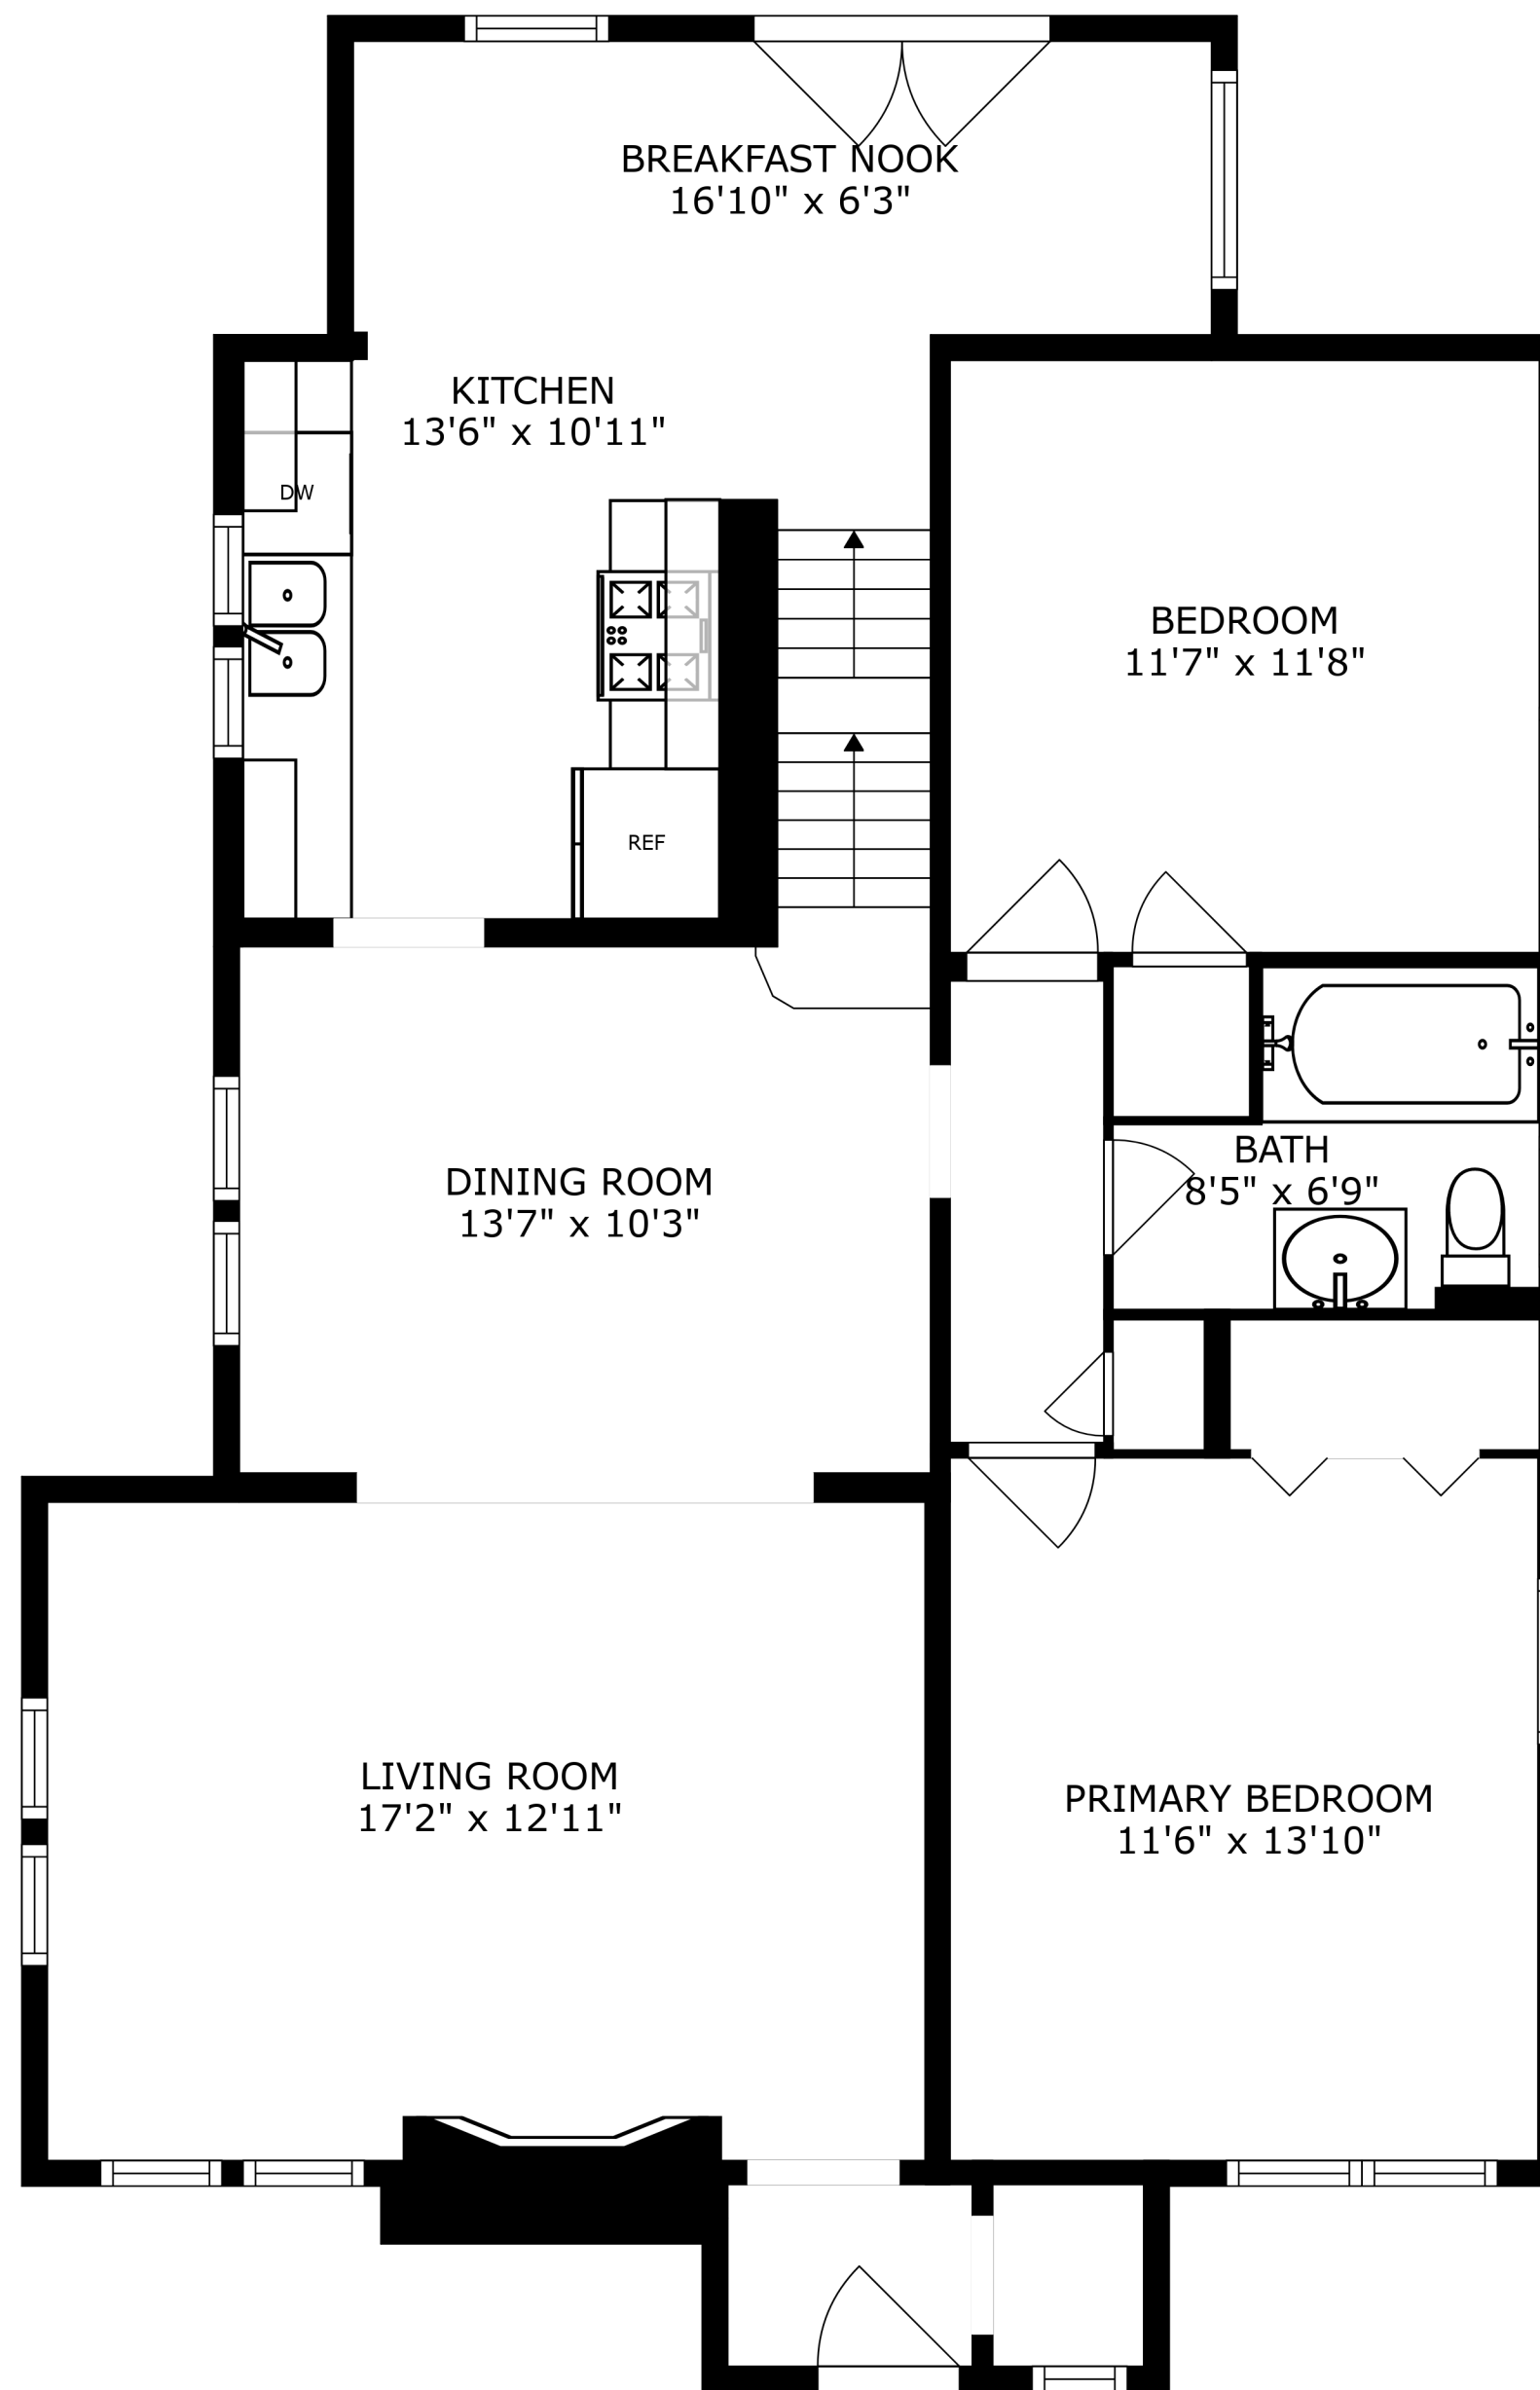 BREAKFAST NOOK
16'10" x 6'3"
KITCHEN
13'6" x 10'11"
DW
BEDROOM
11'7" x 11'8"
REF
BATH
8'5" x 6'9"
DINING ROOM
13'7" x 10'3"
LIVING ROOM
17'2" x 12'11"
PRIMARY BEDROOM
11'6" x 13'10"